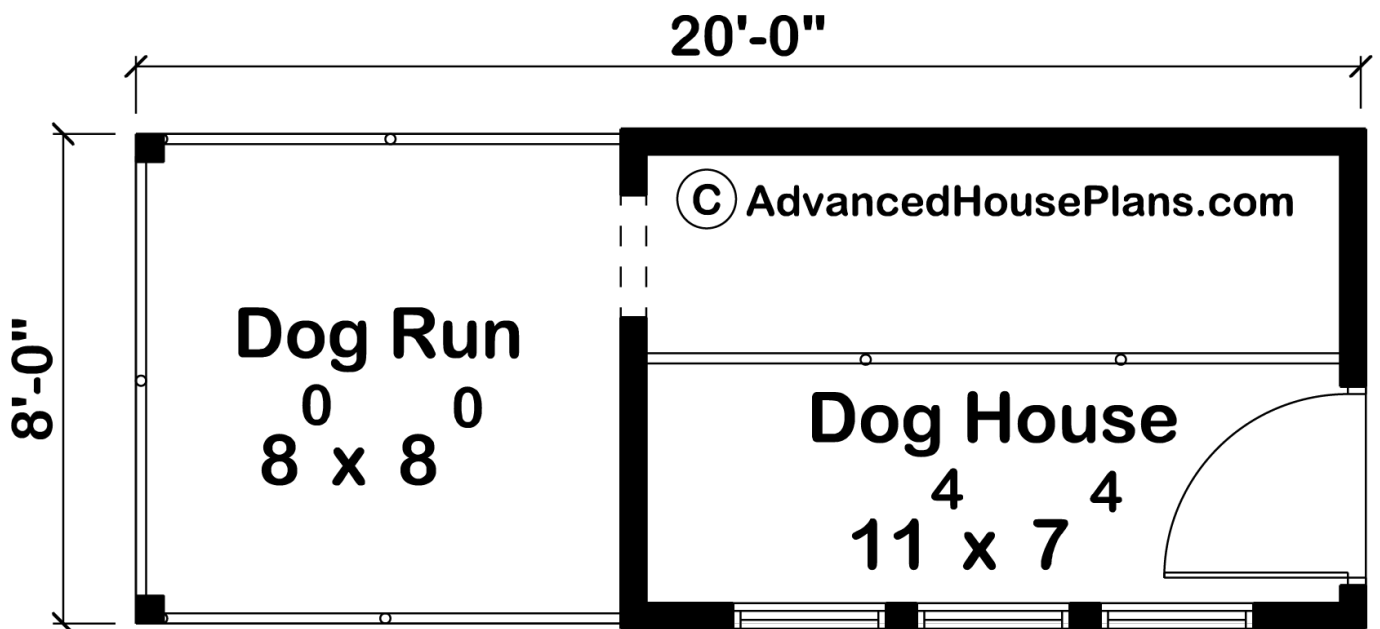 20'-0"
8'-0"
© AdvancedHousePlans.com
Dog Run
8⁰ x 8⁰
Dog House
11⁴ x 7⁴